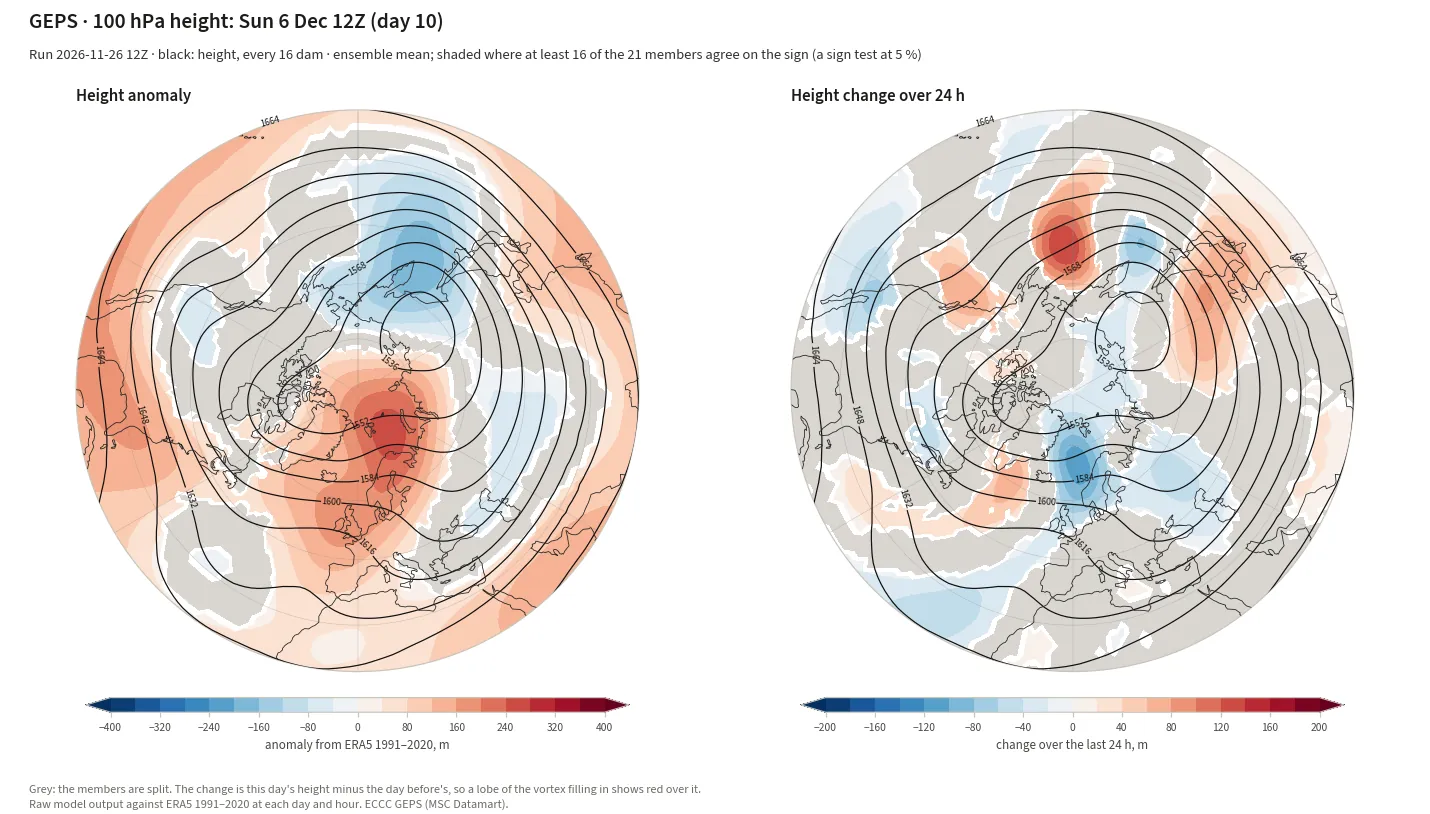 GEPS · 100 hPa height: Sun 6 Dec 12Z (day 10)
Run 2026-11-26 12Z · black: height, every 16 dam · ensemble mean; shaded where at least 16 of the 21 members agree on the sign (a sign test at 5 %)
Height anomaly
Height change over 24 h
1664
1664
1568
1568
1664
1664
1536
1536
1664
1664
1648
1648
1552
1552
1584
1584
1632
1632
1600
1600
1616
1616
−400 −320 −240 −160 −80 0 80 160 240 320 400
anomaly from ERA5 1991–2020, m
−200 −160 −120 −80 −40 0 40 80 120 160 200
change over the last 24 h, m
Grey: the members are split. The change is this day's height minus the day before's, so a lobe of the vortex filling in shows red over it.
Raw model output against ERA5 1991–2020 at each day and hour. ECCC GEPS (MSC Datamart).